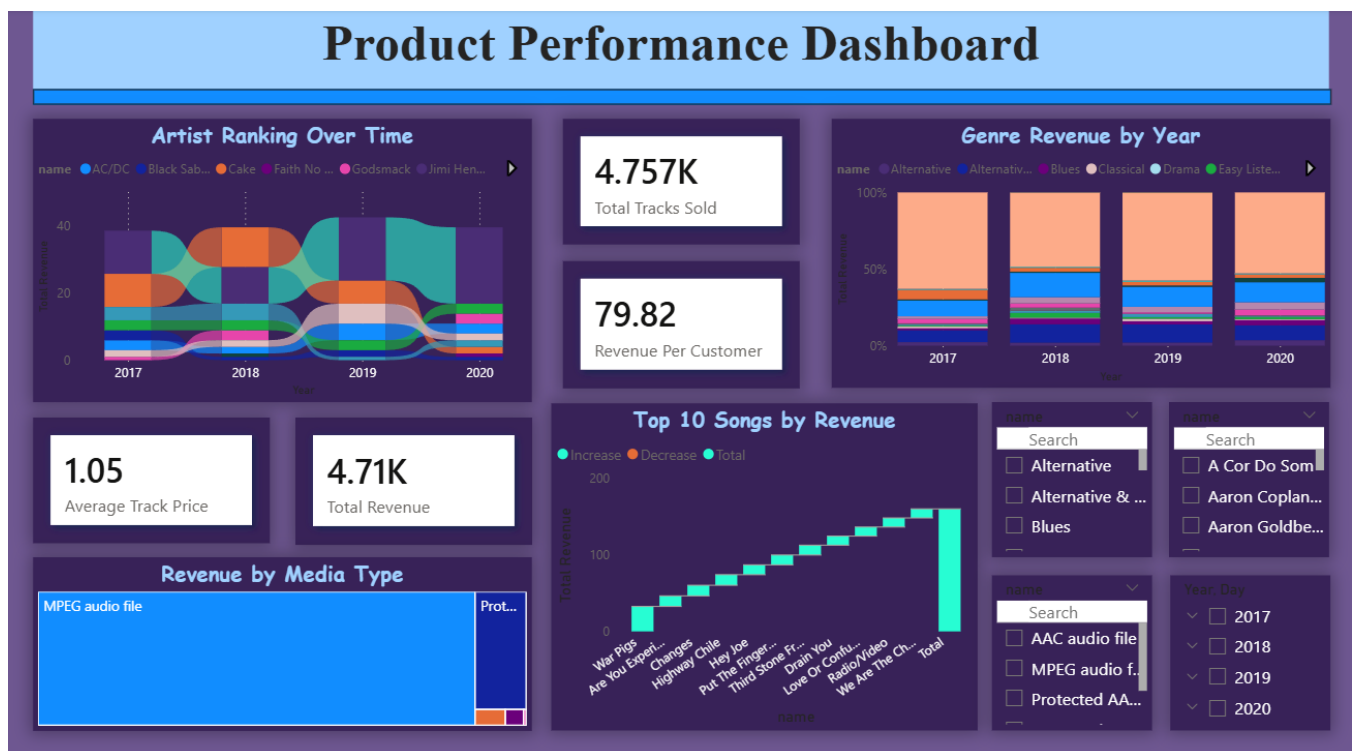 Product Performance Dashboard
Artist Ranking Over Time
name AC/DC Black Sab... Cake Faith No ... Godsmack Jimi Hen...
Total Revenue
40
20
0
2017 2018 2019 2020
Year
4.757K
Total Tracks Sold
79.82
Revenue Per Customer
Genre Revenue by Year
name Alternative Alternativ... Blues Classical Drama Easy Liste...
Total Revenue
100%
50%
0%
2017 2018 2019 2020
Year
1.05
Average Track Price
4.71K
Total Revenue
Revenue by Media Type
MPEG audio file
Prot...
Top 10 Songs by Revenue
Increase Decrease Total
Total Revenue
200
100
0
War Pigs
Are You Experi...
Changes
Highway Chile
Hey Joe
Put The Finger...
Third Stone Fr...
Drain You
Love Or Confu...
Radio/Video
We Are The Ch...
Total
name
name
Search
Alternative
Alternative & ...
Blues
name
Search
A Cor Do Som
Aaron Coplan...
Aaron Goldbe...
name
Search
AAC audio file
MPEG audio f...
Protected AA...
Year, Day
2017
2018
2019
2020